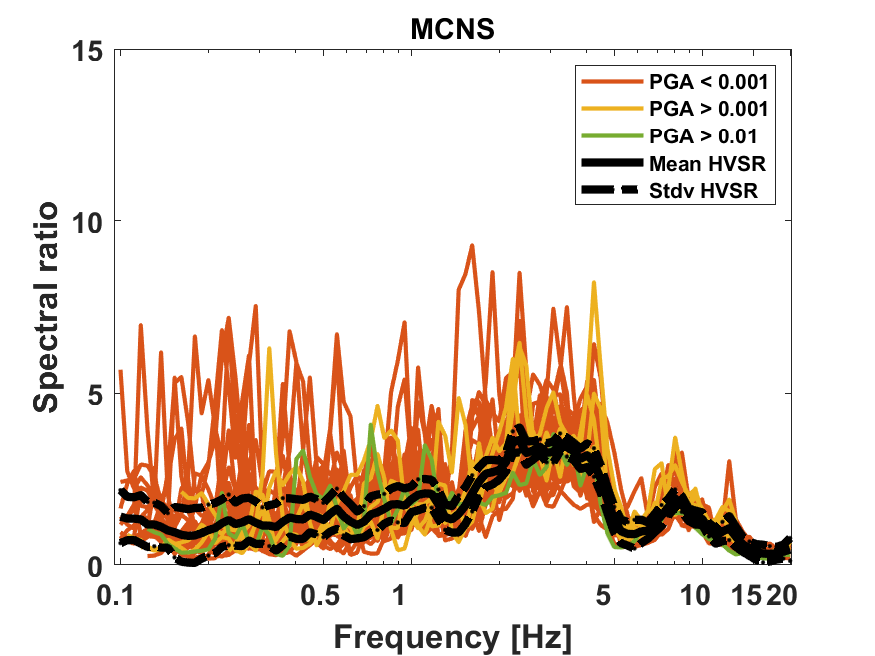 MCNS
15
10
5
0
Spectral ratio
PGA < 0.001
PGA > 0.001
PGA > 0.01
Mean HVSR
Stdv HVSR
0.1 0.5 1 5 10 15 20
Frequency [Hz]